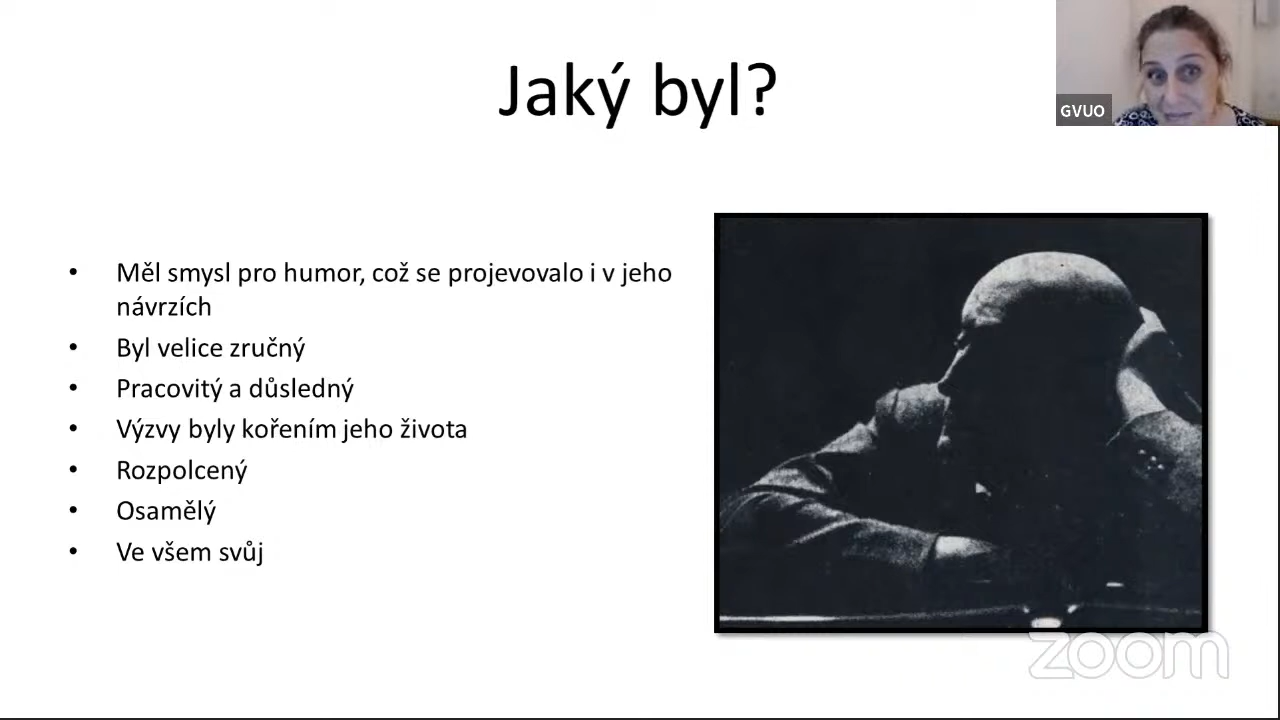 Jaký byl?
GVUO
• Měl smysl pro humor, což se projevovalo i v jeho
návrzích
• Byl velice zručný
• Pracovitý a důsledný
• Výzvy byly kořením jeho života
• Rozpolcený
• Osamělý
• Ve všem svůj
zoom